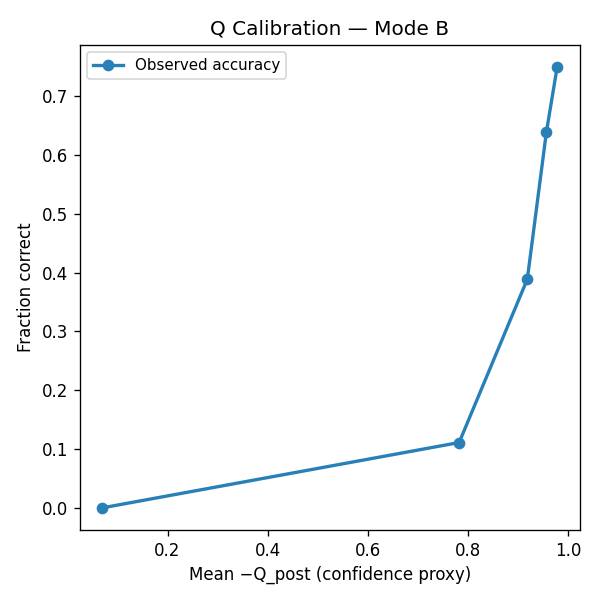 Q Calibration — Mode B
Observed accuracy
Fraction correct
0.7
0.6
0.5
0.4
0.3
0.2
0.1
0.0
0.2 0.4 0.6 0.8 1.0
Mean −Q_post (confidence proxy)